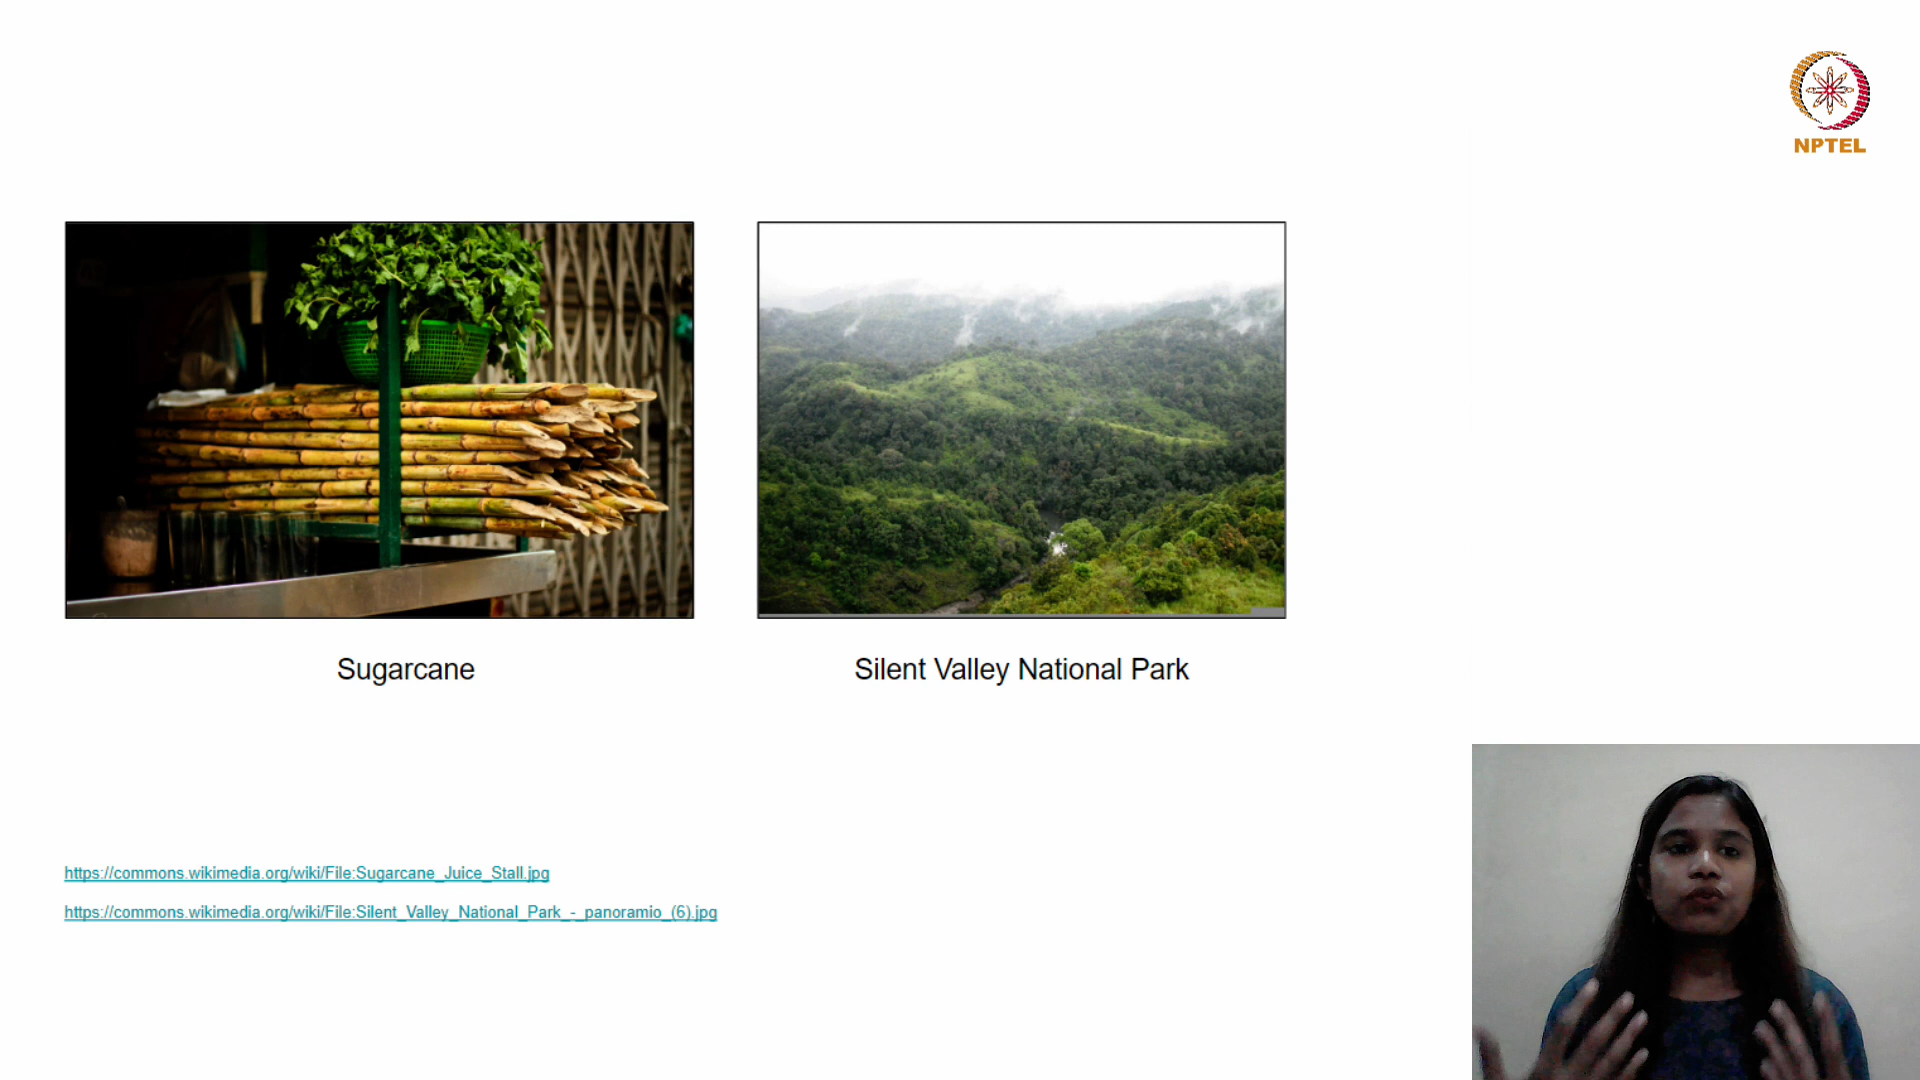 NPTEL
Sugarcane
Silent Valley National Park
https://commons.wikimedia.org/wiki/File:Sugarcane_Juice_Stall.jpg
https://commons.wikimedia.org/wiki/File:Silent_Valley_National_Park_-_panoramio_(6).jpg